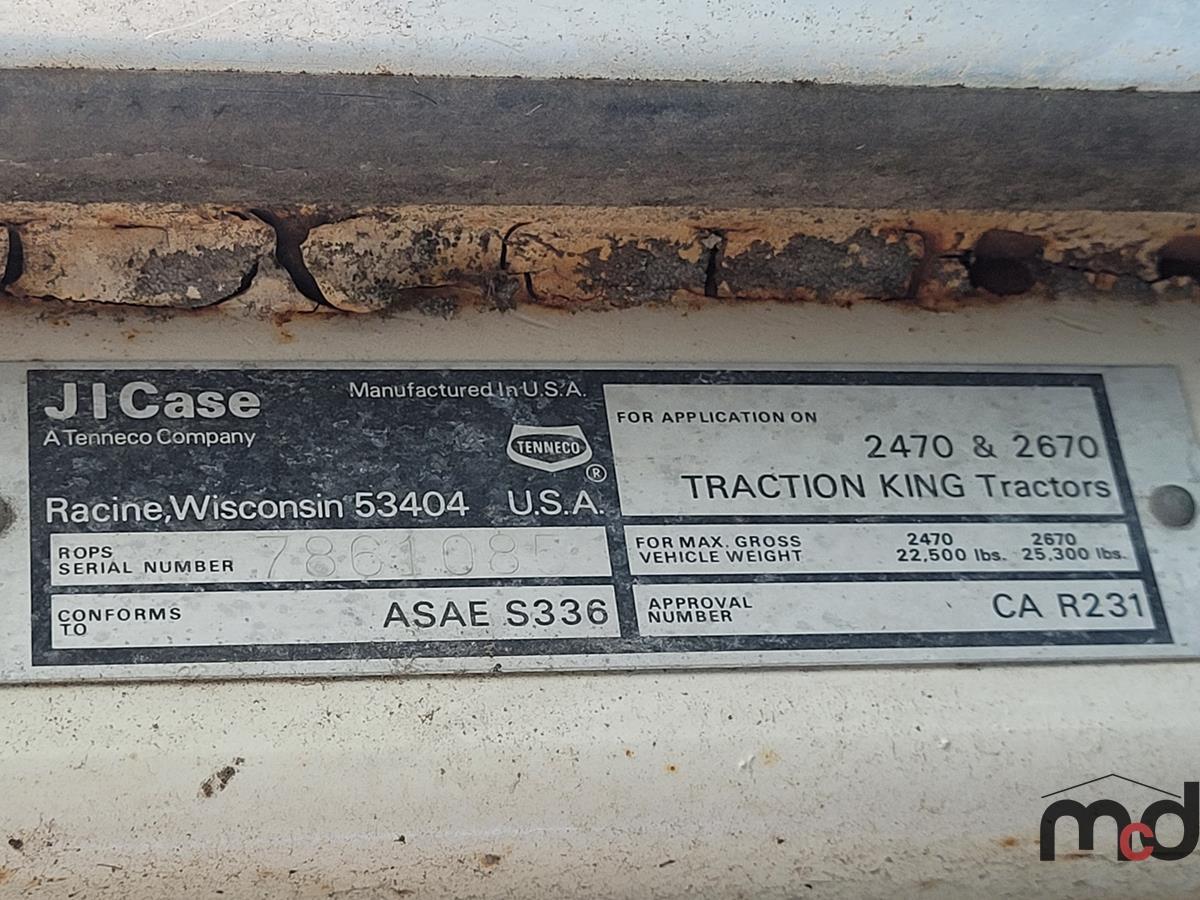 J I Case
Manufactured In U.S.A.
A Tenneco Company
TENNECO
®
Racine, Wisconsin 53404 U.S.A.
ROPS
SERIAL NUMBER 7861085
CONFORMS
TO ASAE S336
FOR APPLICATION ON
2470 & 2670
TRACTION KING Tractors
FOR MAX. GROSS 2470 2670
VEHICLE WEIGHT 22,500 lbs. 25,300 lbs.
APPROVAL
NUMBER CA R231
mcd